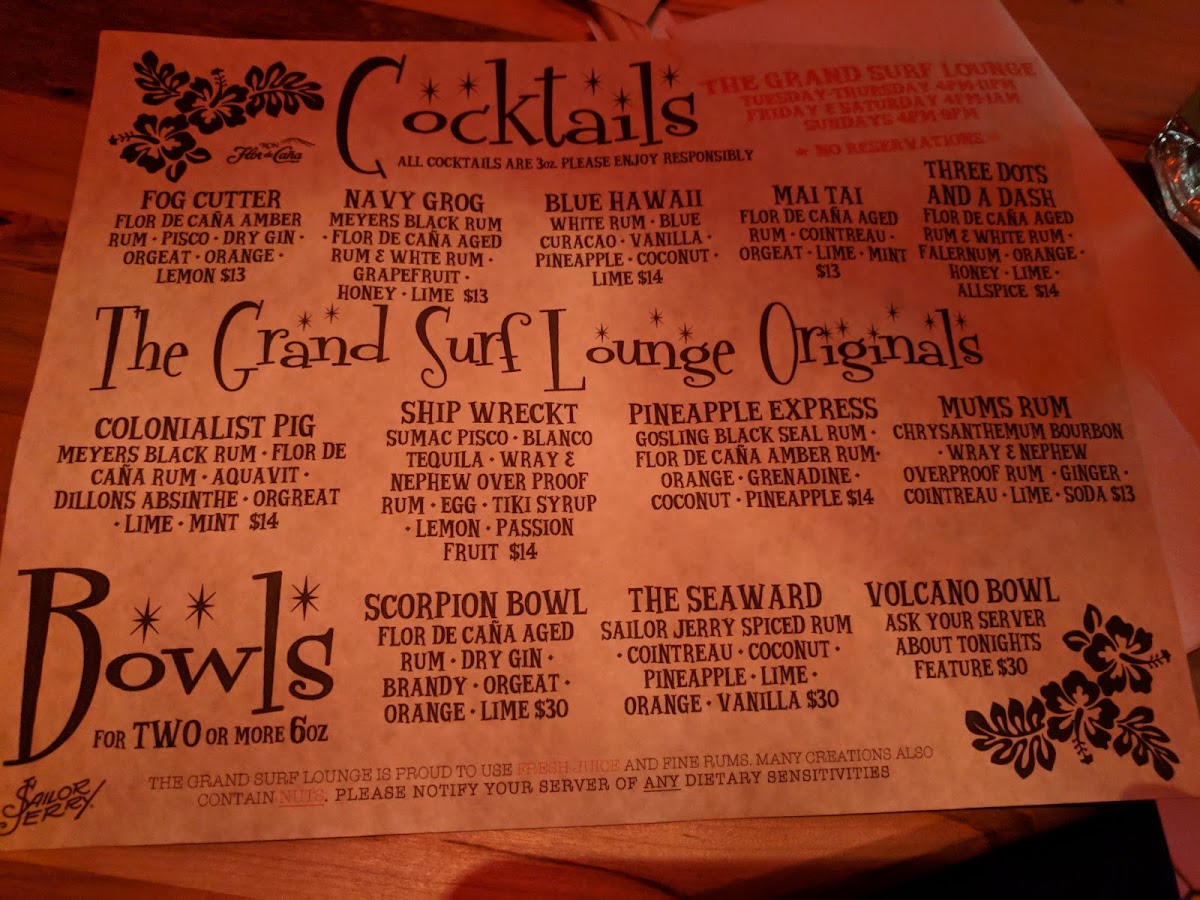 Cocktails
ALL COCKTAILS ARE 3oz. PLEASE ENJOY RESPONSIBLY
RON
Flor de Caña
THE GRAND SURF LOUNGE
TUESDAY-THURSDAY 4PM-11PM
FRIDAY & SATURDAY 4PM-1AM
SUNDAYS 4PM-9PM
* NO RESERVATIONS *
FOG CUTTER
FLOR DE CAÑA AMBER
RUM • PISCO • DRY GIN •
ORGEAT • ORANGE •
LEMON $13
NAVY GROG
MEYERS BLACK RUM
• FLOR DE CAÑA AGED
RUM & WHTE RUM •
GRAPEFRUIT •
HONEY • LIME $13
BLUE HAWAII
WHITE RUM • BLUE
CURACAO • VANILLA •
PINEAPPLE • COCONUT •
LIME $14
MAI TAI
FLOR DE CAÑA AGED
RUM • COINTREAU •
ORGEAT • LIME • MINT
$13
THREE DOTS
AND A DASH
FLOR DE CAÑA AGED
RUM & WHITE RUM •
FALERNUM • ORANGE •
HONEY • LIME •
ALLSPICE $14
The Grand Surf Lounge Originals
COLONIALIST PIG
MEYERS BLACK RUM • FLOR DE
CAÑA RUM • AQUAVIT •
DILLONS ABSINTHE • ORGREAT
• LIME • MINT $14
SHIP WRECKT
SUMAC PISCO • BLANCO
TEQUILA • WRAY &
NEPHEW OVER PROOF
RUM • EGG • TIKI SYRUP
• LEMON • PASSION
FRUIT $14
PINEAPPLE EXPRESS
GOSLING BLACK SEAL RUM •
FLOR DE CAÑA AMBER RUM•
ORANGE • GRENADINE •
COCONUT • PINEAPPLE $14
MUMS RUM
CHRYSANTHEMUM BOURBON
• WRAY & NEPHEW
OVERPROOF RUM • GINGER •
COINTREAU • LIME • SODA $13
Bowls
FOR TWO OR MORE 6OZ
SCORPION BOWL
FLOR DE CAÑA AGED
RUM • DRY GIN •
BRANDY • ORGEAT •
ORANGE • LIME $30
THE SEAWARD
SAILOR JERRY SPICED RUM
• COINTREAU • COCONUT •
PINEAPPLE • LIME •
ORANGE • VANILLA $30
VOLCANO BOWL
ASK YOUR SERVER
ABOUT TONIGHTS
FEATURE $30
SAILOR
JERRY
THE GRAND SURF LOUNGE IS PROUD TO USE FRESH JUICE AND FINE RUMS. MANY CREATIONS ALSO
CONTAIN NUTS. PLEASE NOTIFY YOUR SERVER OF ANY DIETARY SENSITIVITIES